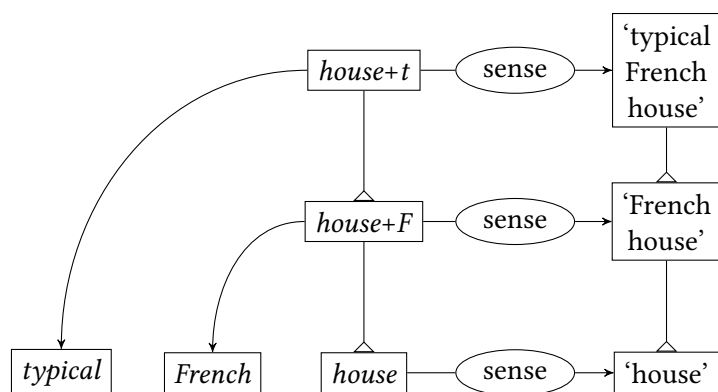 house+t
sense
‘typical
French
house’
house+F
sense
‘French
house’
typical
French
house
sense
‘house’